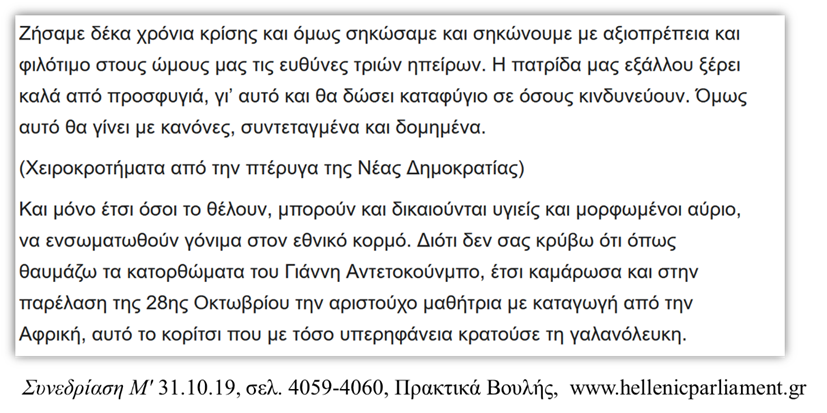 Ζήσαμε δέκα χρόνια κρίσης και όμως σηκώσαμε και σηκώνουμε με αξιοπρέπεια και
φιλότιμο στους ώμους μας τις ευθύνες τριών ηπείρων. Η πατρίδα μας εξάλλου ξέρει
καλά από προσφυγιά, γι’ αυτό και θα δώσει καταφύγιο σε όσους κινδυνεύουν. Όμως
αυτό θα γίνει με κανόνες, συντεταγμένα και δομημένα.
(Χειροκροτήματα από την πτέρυγα της Νέας Δημοκρατίας)
Και μόνο έτσι όσοι το θέλουν, μπορούν και δικαιούνται υγιείς και μορφωμένοι αύριο,
να ενσωματωθούν γόνιμα στον εθνικό κορμό. Διότι δεν σας κρύβω ότι όπως
θαυμάζω τα κατορθώματα του Γιάννη Αντετοκούνμπο, έτσι καμάρωσα και στην
παρέλαση της 28ης Οκτωβρίου την αριστούχο μαθήτρια με καταγωγή από την
Αφρική, αυτό το κορίτσι που με τόσο υπερηφάνεια κρατούσε τη γαλανόλευκη.
Συνεδρίαση Μ' 31.10.19, σελ. 4059-4060, Πρακτικά Βουλής, www.hellenicparliament.gr